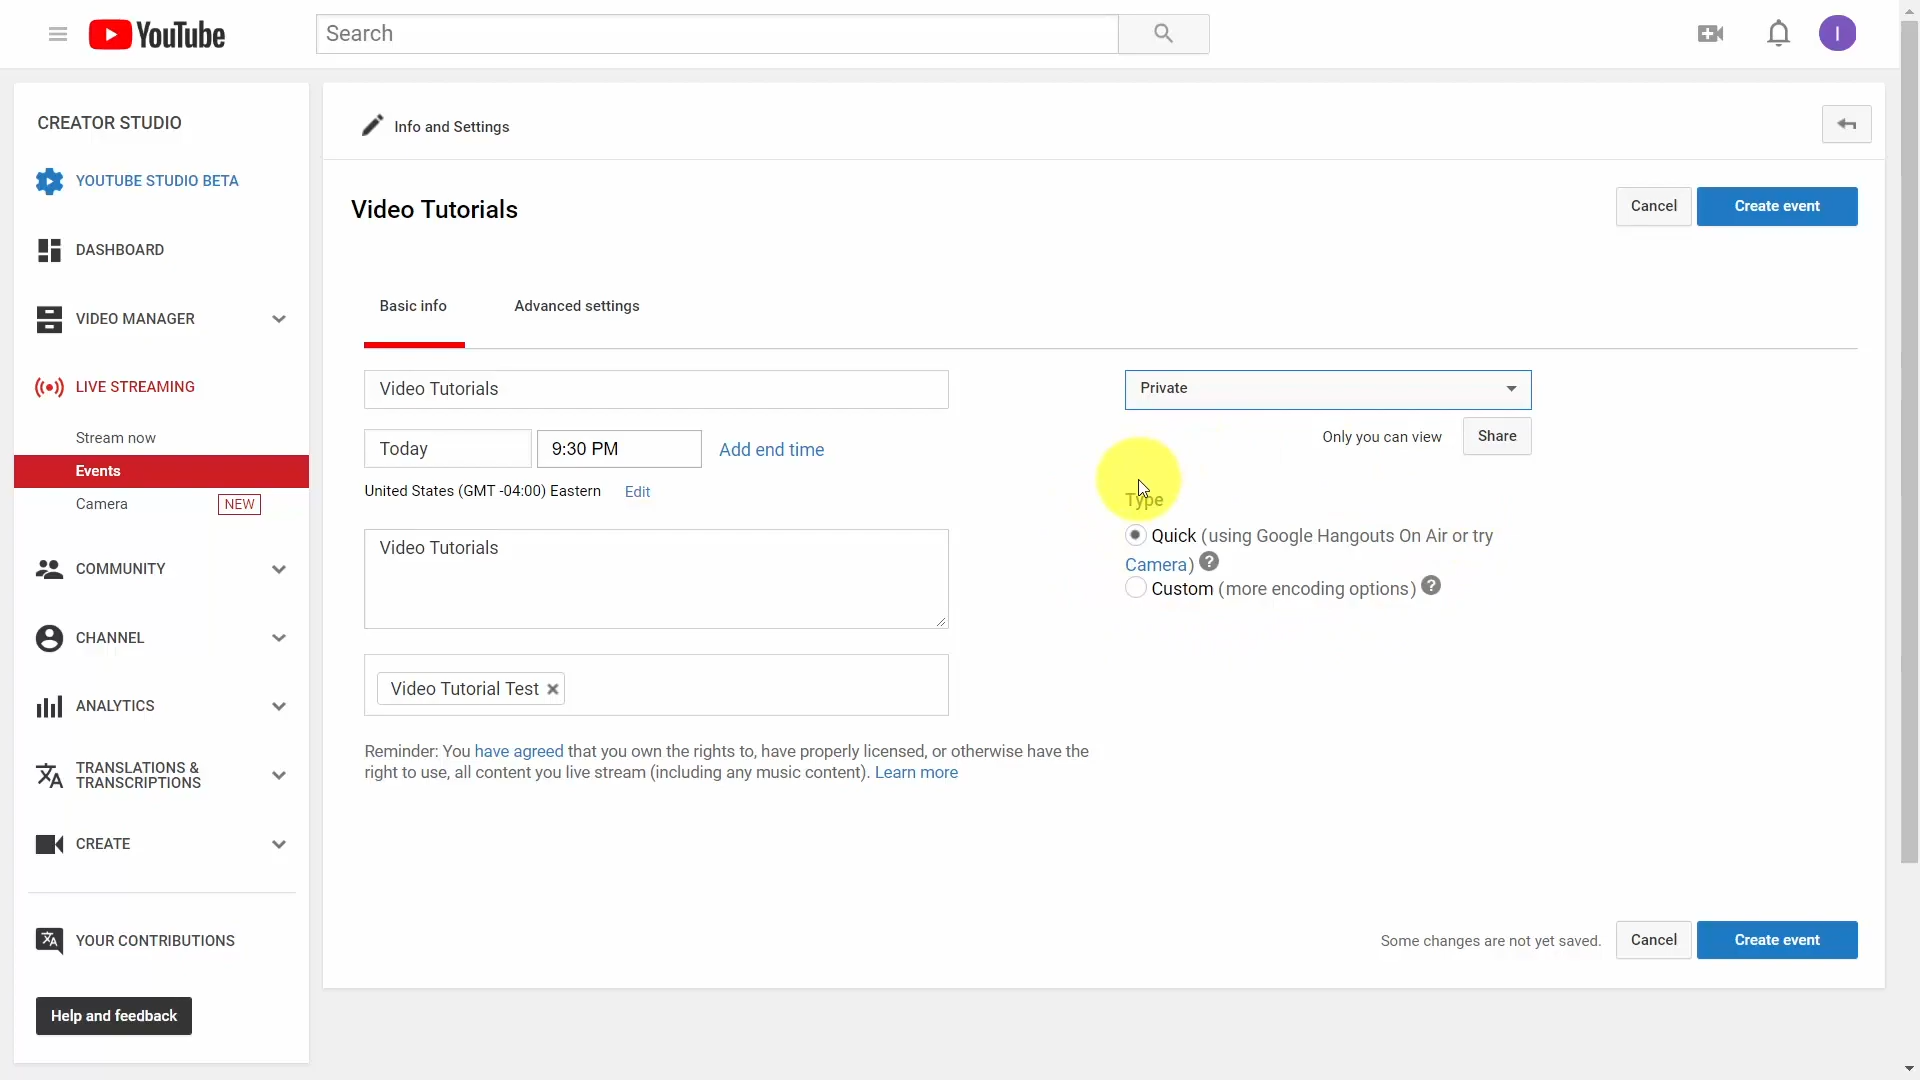 YouTube
Search
I
CREATOR STUDIO
YOUTUBE STUDIO BETA
DASHBOARD
VIDEO MANAGER
LIVE STREAMING
Stream now
Events
Camera NEW
COMMUNITY
CHANNEL
ANALYTICS
TRANSLATIONS &
TRANSCRIPTIONS
CREATE
YOUR CONTRIBUTIONS
Help and feedback
Info and Settings
Video Tutorials
Cancel Create event
Basic info Advanced settings
Video Tutorials
Today 9:30 PM Add end time
United States (GMT -04:00) Eastern Edit
Video Tutorials
Video Tutorial Test
Reminder: You have agreed that you own the rights to, have properly licensed, or otherwise have the
right to use, all content you live stream (including any music content). Learn more
Private
Only you can view Share
Type
Quick (using Google Hangouts On Air or try
Camera) ?
Custom (more encoding options) ?
Some changes are not yet saved. Cancel Create event